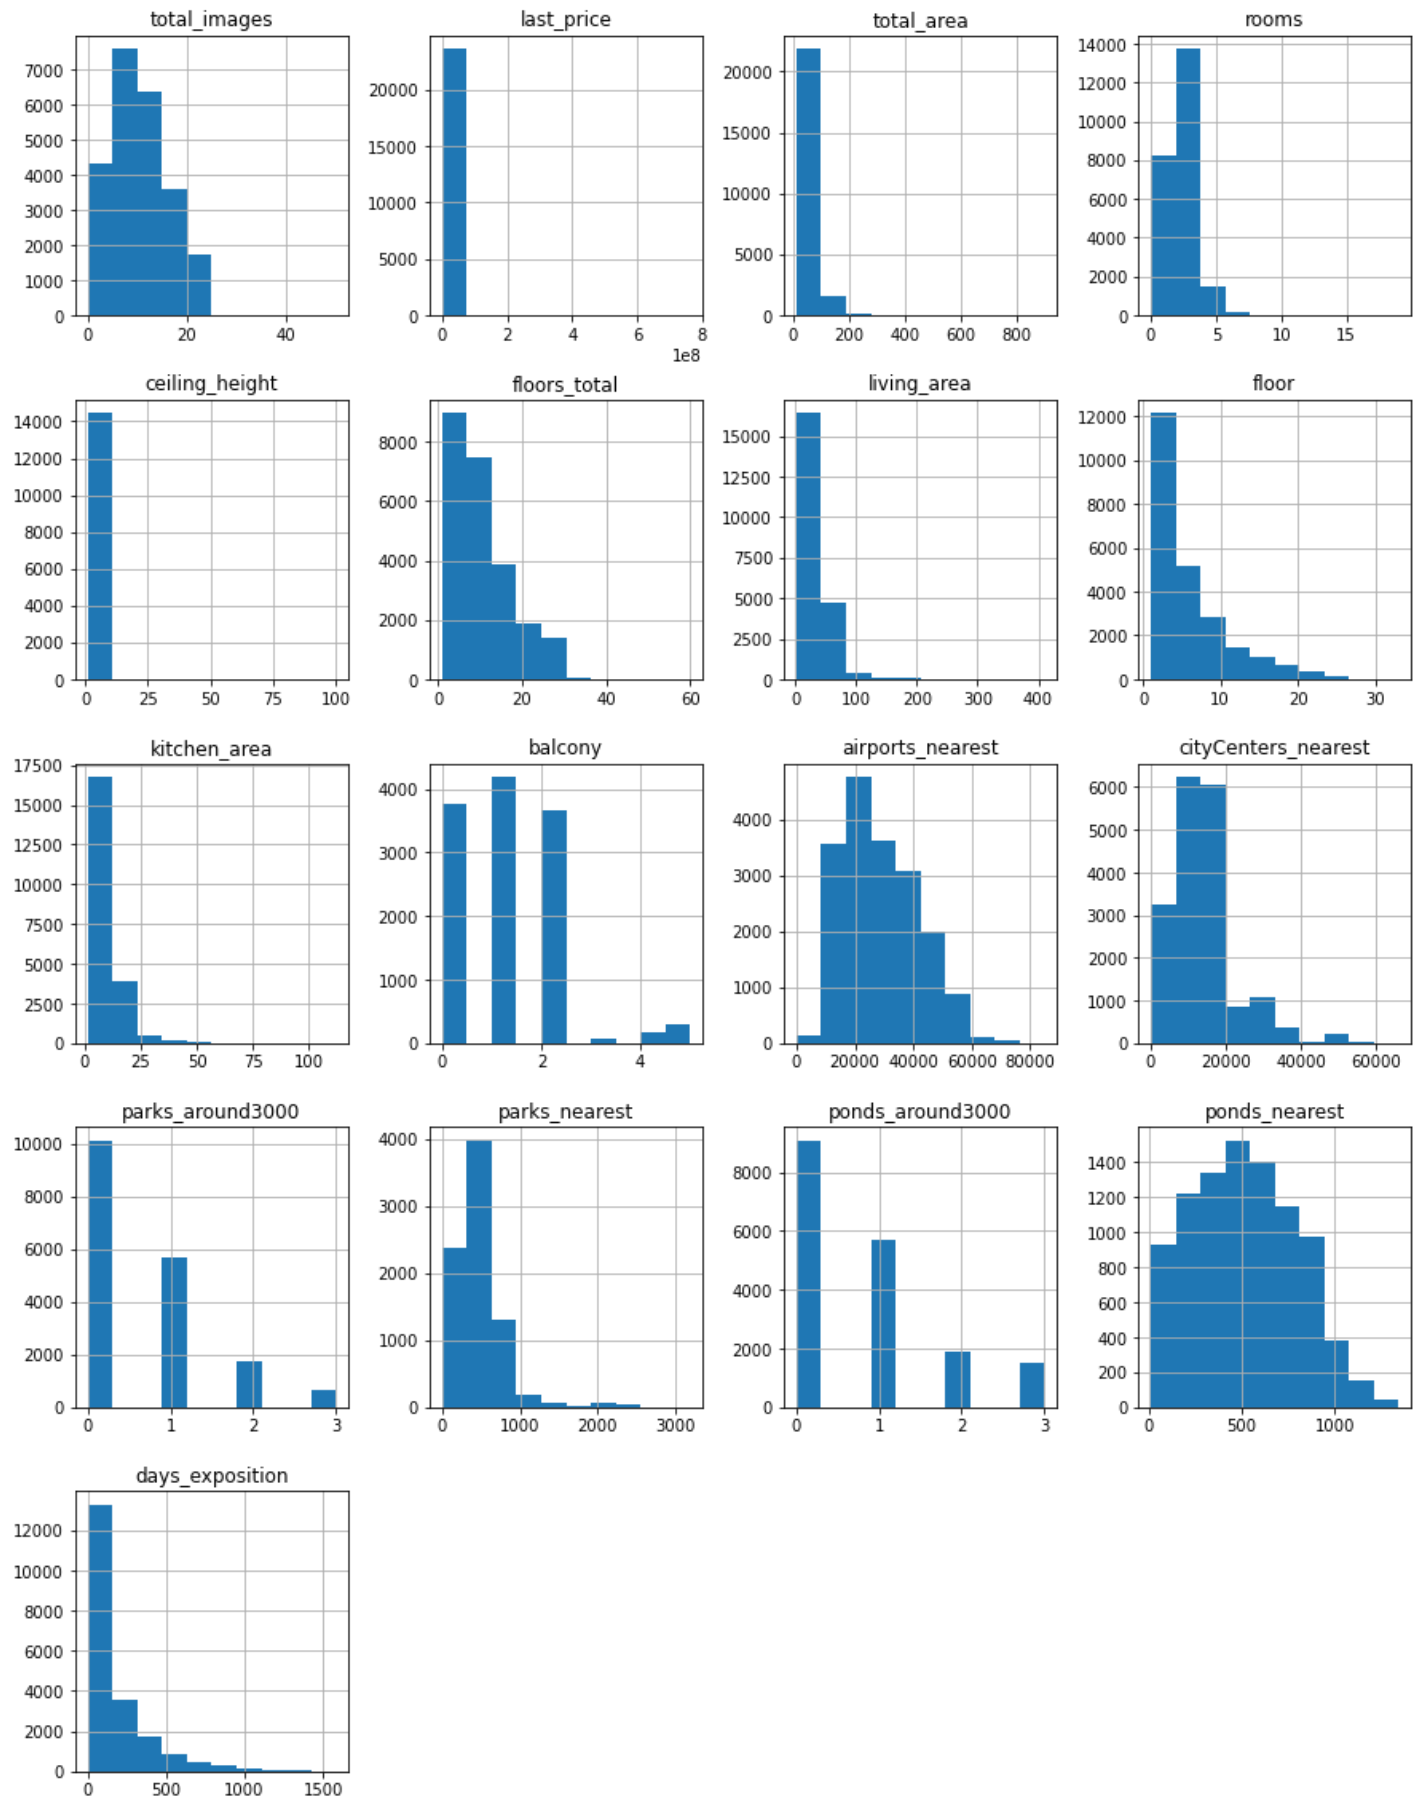 total_images last_price total_area rooms
7000 6000 5000 4000 3000 2000 1000 0
0 20 40
20000 15000 10000 5000 0
0 2 4 6 8
1e8
20000 15000 10000 5000 0
0 200 400 600 800
14000 12000 10000 8000 6000 4000 2000 0
0 5 10 15
ceiling_height floors_total living_area floor
14000 12000 10000 8000 6000 4000 2000 0
0 25 50 75 100
8000 6000 4000 2000 0
0 20 40 60
15000 12500 10000 7500 5000 2500 0
0 100 200 300 400
12000 10000 8000 6000 4000 2000 0
0 10 20 30
kitchen_area balcony airports_nearest cityCenters_nearest
17500 15000 12500 10000 7500 5000 2500 0
0 25 50 75 100
4000 3000 2000 1000 0
0 2 4
4000 3000 2000 1000 0
0 20000 40000 60000 80000
6000 5000 4000 3000 2000 1000 0
0 20000 40000 60000
parks_around3000 parks_nearest ponds_around3000 ponds_nearest
10000 8000 6000 4000 2000 0
0 1 2 3
4000 3000 2000 1000 0
0 1000 2000 3000
8000 6000 4000 2000 0
0 1 2 3
1400 1200 1000 800 600 400 200 0
0 500 1000
days_exposition
12000 10000 8000 6000 4000 2000 0
0 500 1000 1500